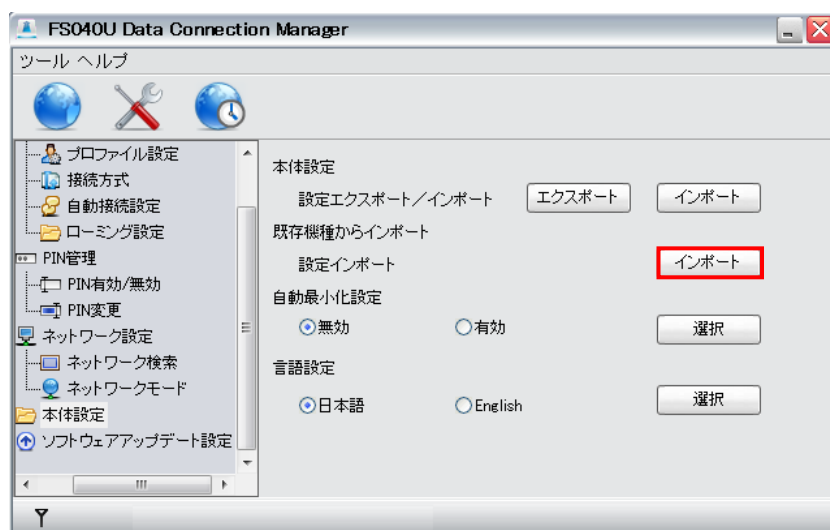 FS040U Data Connection Manager
ツール ヘルプ
プロファイル設定
接続方式
自動接続設定
ローミング設定
PIN管理
PIN有効/無効
PIN変更
ネットワーク設定
ネットワーク検索
ネットワークモード
本体設定
ソフトウェアアップデート設定
本体設定
設定エクスポート／インポート エクスポート インポート
既存機種からインポート
設定インポート インポート
自動最小化設定
無効 有効 選択
言語設定
日本語 English 選択